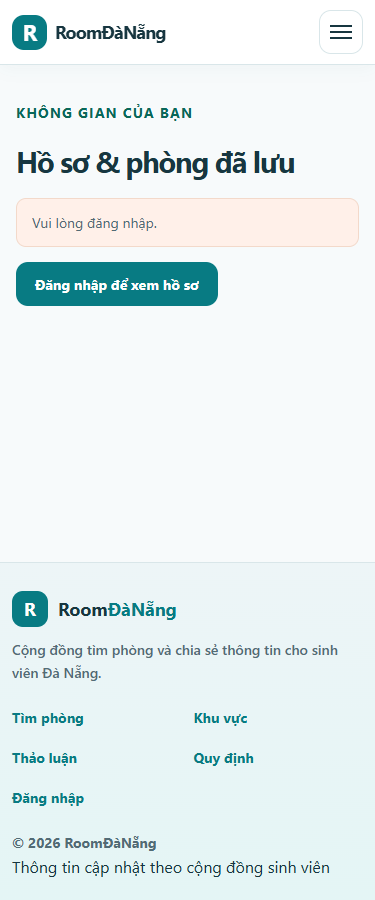 R RoomĐàNẵng
KHÔNG GIAN CỦA BẠN
Hồ sơ & phòng đã lưu
Vui lòng đăng nhập.
Đăng nhập để xem hồ sơ
R RoomĐàNẵng
Cộng đồng tìm phòng và chia sẻ thông tin cho sinh
viên Đà Nẵng.
Tìm phòng Khu vực
Thảo luận Quy định
Đăng nhập
© 2026 RoomĐàNẵng
Thông tin cập nhật theo cộng đồng sinh viên